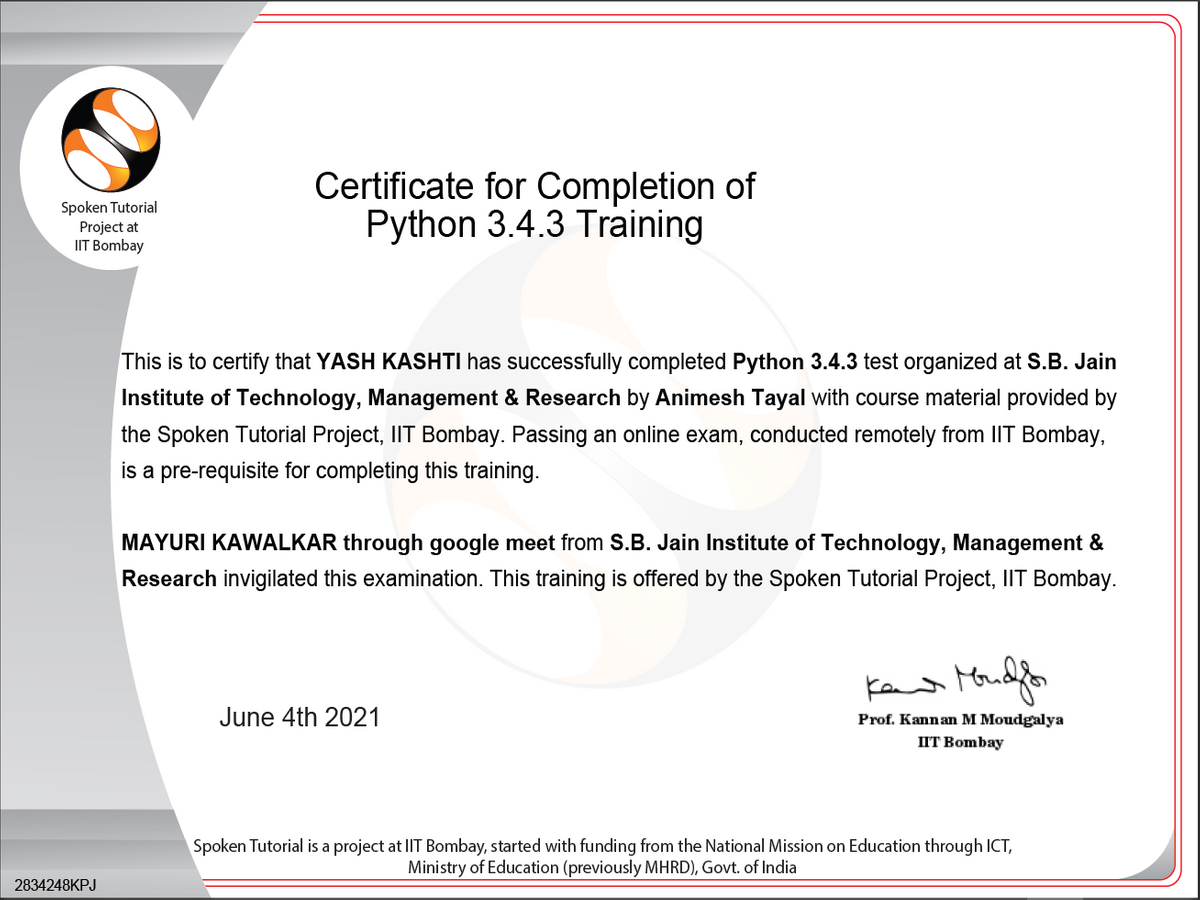 Spoken Tutorial
Project at
IIT Bombay
Certificate for Completion of
Python 3.4.3 Training
This is to certify that YASH KASHTI has successfully completed Python 3.4.3 test organized at S.B. Jain
Institute of Technology, Management & Research by Animesh Tayal with course material provided by
the Spoken Tutorial Project, IIT Bombay. Passing an online exam, conducted remotely from IIT Bombay,
is a pre-requisite for completing this training.
MAYURI KAWALKAR through google meet from S.B. Jain Institute of Technology, Management &
Research invigilated this examination. This training is offered by the Spoken Tutorial Project, IIT Bombay.
June 4th 2021
Prof. Kannan M Moudgalya
IIT Bombay
Spoken Tutorial is a project at IIT Bombay, started with funding from the National Mission on Education through ICT,
Ministry of Education (previously MHRD), Govt. of India
2834248KPJ